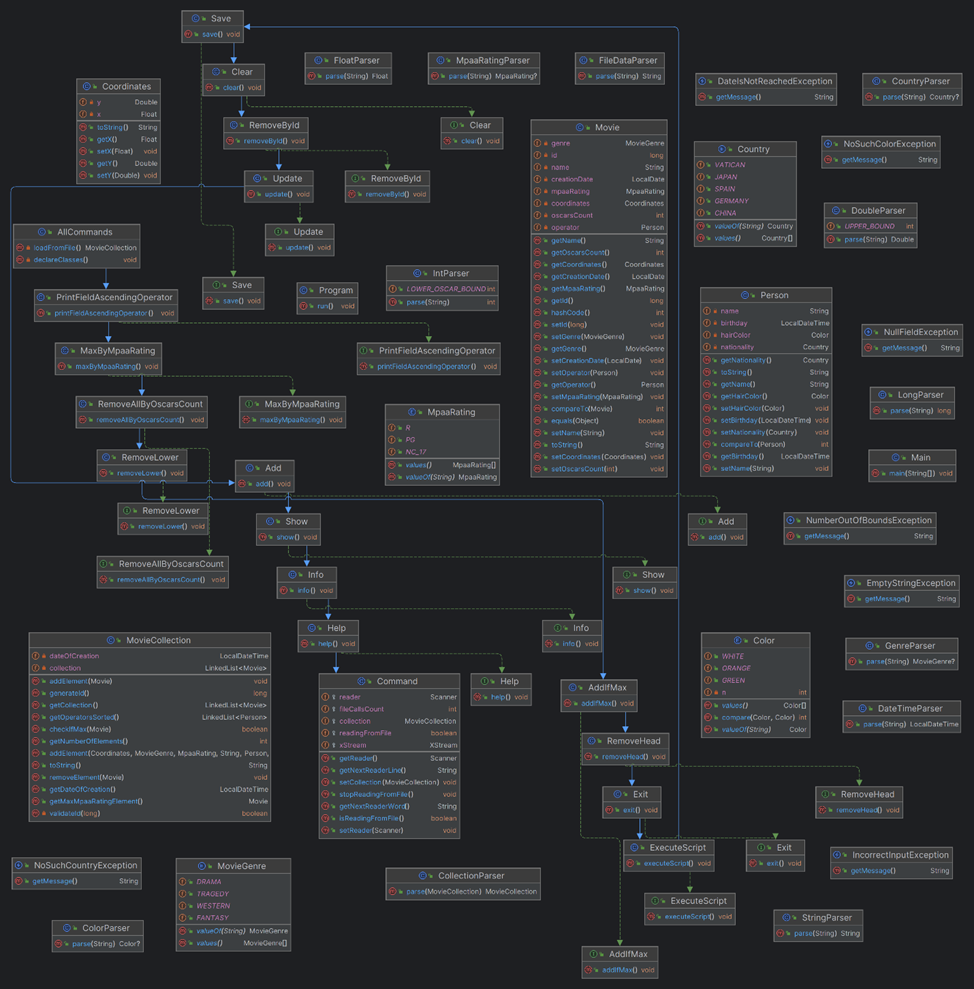 Save
save() void
Clear
clear() void
FloatParser
parse(String) Float
MpaaRatingParser
parse(String) MpaaRating?
FileDataParser
parse(String) String
DateIsNotReachedException
getMessage() String
CountryParser
parse(String) Country?
Coordinates
y Double
x Float
toString() String
getX() Float
setX(Float) void
getY() Double
setY(Double) void
RemoveById
removeById() void
Clear
clear() void
Update
update() void
RemoveById
removeById() void
Update
update() void
Movie
genre MovieGenre
id long
name String
creationDate LocalDate
mpaaRating MpaaRating
coordinates Coordinates
oscarsCount int
operator Person
getName() String
getOscarsCount() int
getCoordinates() Coordinates
getCreationDate() LocalDate
getMpaaRating() MpaaRating
getId() long
hashCode() int
setId(long) void
setGenre(MovieGenre) void
getGenre() MovieGenre
setCreationDate(LocalDate) void
setOperator(Person) void
getOperator() Person
setMpaaRating(MpaaRating) void
compareTo(Movie) int
equals(Object) boolean
setName(String) void
toString() String
setCoordinates(Coordinates) void
setOscarsCount(int) void
Country
VATICAN
JAPAN
SPAIN
GERMANY
CHINA
valueOf(String) Country
values() Country[]
NoSuchColorException
getMessage() String
DoubleParser
UPPER_BOUND int
parse(String) Double
AllCommands
loadFromFile() MovieCollection
declareClasses() void
Save
save() void
Program
run() void
IntParser
LOWER_OSCAR_BOUND int
parse(String) int
PrintFieldAscendingOperator
printFieldAscendingOperator() void
Person
name String
birthday LocalDateTime
hairColor Color
nationality Country
getNationality() Country
toString() String
getName() String
getHairColor() Color
setHairColor(Color) void
setBirthday(LocalDateTime) void
setNationality(Country) void
compareTo(Person) int
getBirthday() LocalDateTime
setName(String) void
NullFieldException
getMessage() String
MaxByMpaaRating
maxByMpaaRating() void
PrintFieldAscendingOperator
printFieldAscendingOperator() void
LongParser
parse(String) long
RemoveAllByOscarsCount
removeAllByOscarsCount() void
MaxByMpaaRating
maxByMpaaRating() void
MpaaRating
R
PG
NC_17
values() MpaaRating[]
valueOf(String) MpaaRating
Main
main(String[]) void
RemoveLower
removeLower() void
Add
add() void
RemoveLower
removeLower() void
Show
show() void
Add
add() void
NumberOutOfBoundsException
getMessage() String
RemoveAllByOscarsCount
removeAllByOscarsCount() void
Info
info() void
Show
show() void
EmptyStringException
getMessage() String
Help
help() void
Info
info() void
MovieCollection
dateOfCreation LocalDateTime
collection LinkedList<Movie>
addElement(Movie) void
generateId() long
getCollection() LinkedList<Movie>
getOperatorsSorted() LinkedList<Person>
checkIfMax(Movie) boolean
getNumberOfElements() int
addElement(Coordinates, MovieGenre, MpaaRating, String, Person,
toString() String
removeElement(Movie) void
getDateOfCreation() LocalDateTime
getMaxMpaaRatingElement() Movie
validateId(long) boolean
Color
WHITE
ORANGE
GREEN
n int
values() Color[]
compare(Color, Color) int
valueOf(String) Color
GenreParser
parse(String) MovieGenre?
Command
reader Scanner
fileCallsCount int
collection MovieCollection
readingFromFile boolean
xStream XStream
getReader() Scanner
getNextReaderLine() String
setCollection(MovieCollection) void
stopReadingFromFile() void
getNextReaderWord() String
isReadingFromFile() boolean
setReader(Scanner) void
Help
help() void
AddIfMax
addIfMax() void
DateTimeParser
parse(String) LocalDateTime
RemoveHead
removeHead() void
Exit
exit() void
RemoveHead
removeHead() void
ExecuteScript
executeScript() void
Exit
exit() void
IncorrectInputException
getMessage() String
NoSuchCountryException
getMessage() String
MovieGenre
DRAMA
TRAGEDY
WESTERN
FANTASY
valueOf(String) MovieGenre
values() MovieGenre[]
CollectionParser
parse(MovieCollection) MovieCollection
ExecuteScript
executeScript() void
StringParser
parse(String) String
ColorParser
parse(String) Color?
AddIfMax
addIfMax() void